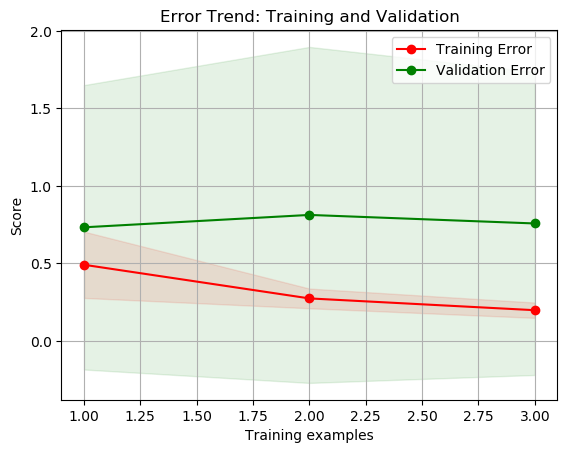 Error Trend: Training and Validation
Training Error
Validation Error
2.0
1.5
1.0
0.5
0.0
Score
1.00 1.25 1.50 1.75 2.00 2.25 2.50 2.75 3.00
Training examples